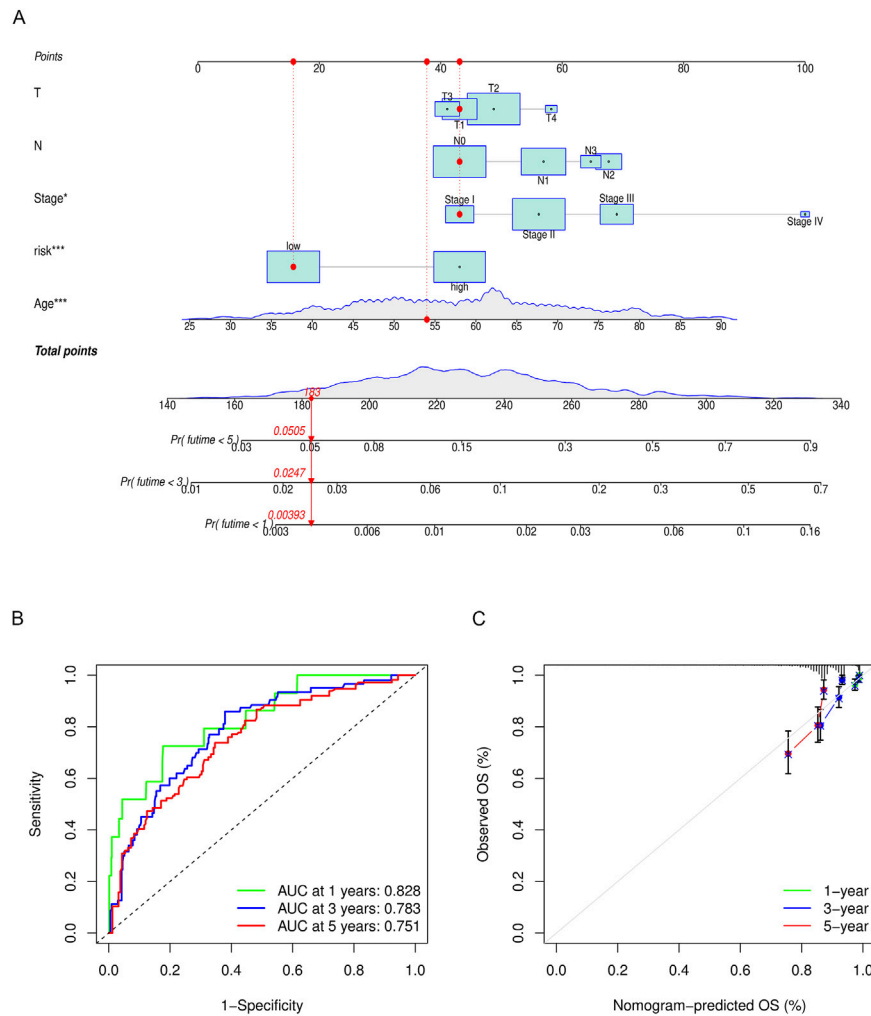 A
Points
0 20 40 60 80 100
T
T3 T2
T1 T4
N
N0 N3
N1 N2
Stage*
Stage I Stage III
Stage II Stage IV
risk***
low
high
Age***
25 30 35 40 45 50 55 60 65 70 75 80 85 90
Total points
183
140 160 180 200 220 240 260 280 300 320 340
0.0505
Pr( futime < 5 )
0.03 0.05 0.08 0.15 0.3 0.5 0.7 0.9
0.0247
Pr( futime < 3 )
0.01 0.02 0.03 0.06 0.1 0.2 0.3 0.5 0.7
0.00393
Pr( futime < 1 )
0.003 0.006 0.01 0.02 0.03 0.06 0.1 0.16
B
Sensitivity
0.0 0.2 0.4 0.6 0.8 1.0
AUC at 1 years: 0.828
AUC at 3 years: 0.783
AUC at 5 years: 0.751
0.0 0.2 0.4 0.6 0.8 1.0
1−Specificity
C
Observed OS (%)
0.0 0.2 0.4 0.6 0.8 1.0
1−year
3−year
5−year
0.0 0.2 0.4 0.6 0.8 1.0
Nomogram−predicted OS (%)